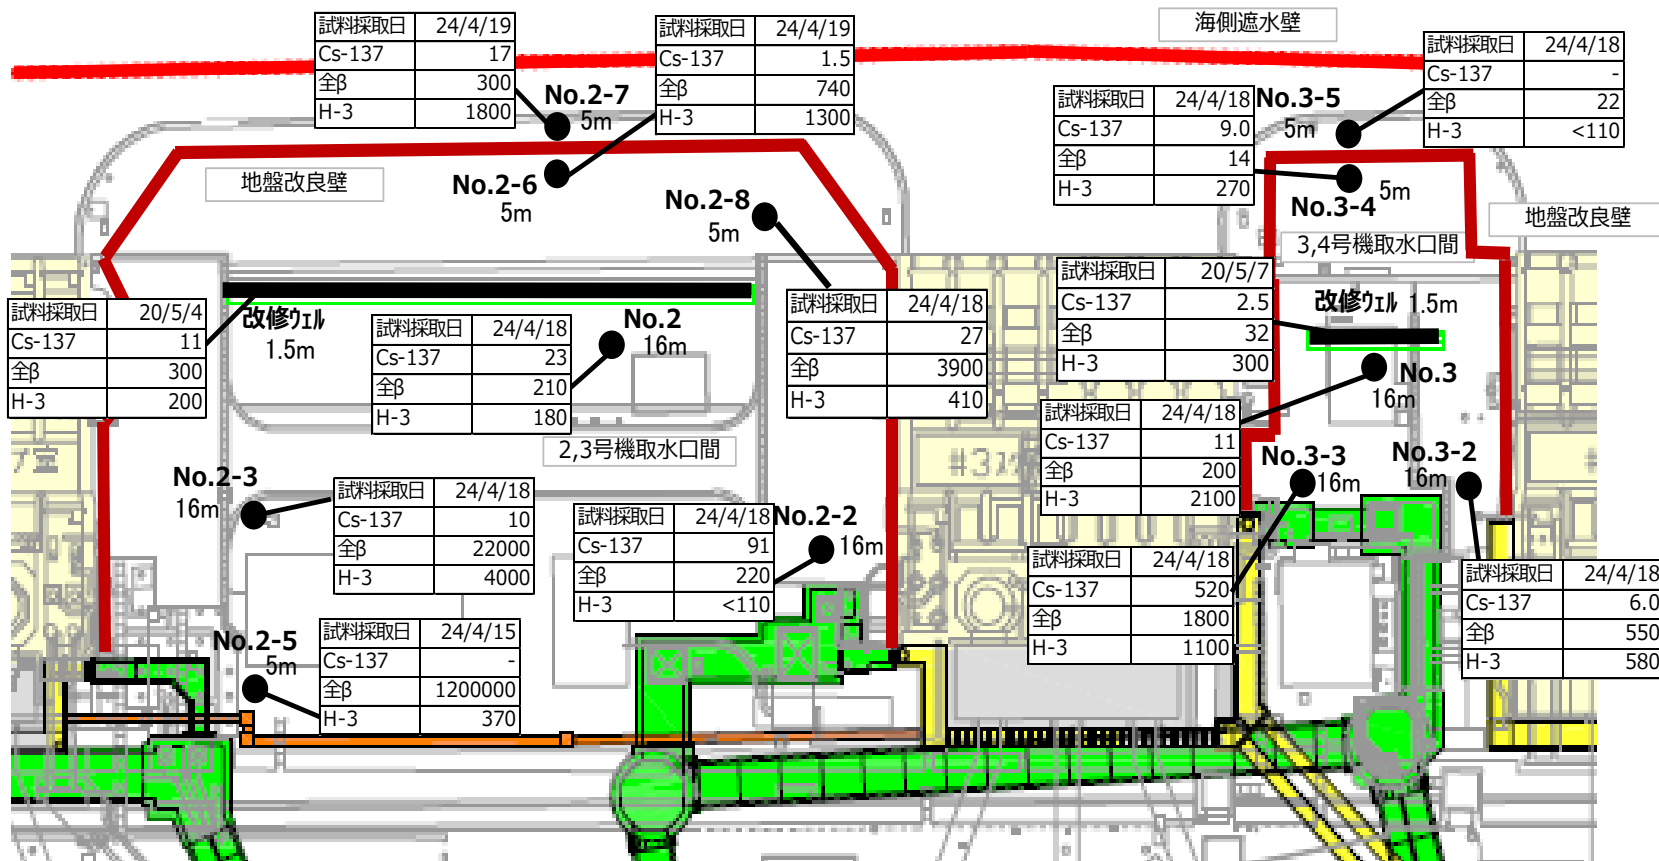 海側遮水壁
試料採取日 24/4/19
Cs-137 17
全β 300
H-3 1800
No.2-7
5m
試料採取日 24/4/19
Cs-137 1.5
全β 740
H-3 1300
No.2-6
5m
地盤改良壁
No.2-8
5m
試料採取日 24/4/18
Cs-137 9.0
全β 14
H-3 270
No.3-5
5m
試料採取日 24/4/18
Cs-137 -
全β 22
H-3 <110
No.3-4
5m
地盤改良壁
3,4号機取水口間
試料採取日 20/5/4
Cs-137 11
全β 300
H-3 200
改修ｳｪﾙ
1.5m
試料採取日 24/4/18
Cs-137 23
全β 210
H-3 180
No.2
16m
試料採取日 24/4/18
Cs-137 27
全β 3900
H-3 410
試料採取日 20/5/7
Cs-137 2.5
全β 32
H-3 300
改修ｳｪﾙ 1.5m
No.3
16m
試料採取日 24/4/18
Cs-137 11
全β 200
H-3 2100
2,3号機取水口間
No.2-3
16m
試料採取日 24/4/18
Cs-137 10
全β 22000
H-3 4000
試料採取日 24/4/18
Cs-137 91
全β 220
H-3 <110
No.2-2
16m
No.3-3
16m
No.3-2
16m
試料採取日 24/4/18
Cs-137 520
全β 1800
H-3 1100
試料採取日 24/4/18
Cs-137 6.0
全β 550
H-3 580
No.2-5
5m
試料採取日 24/4/15
Cs-137 -
全β 1200000
H-3 370